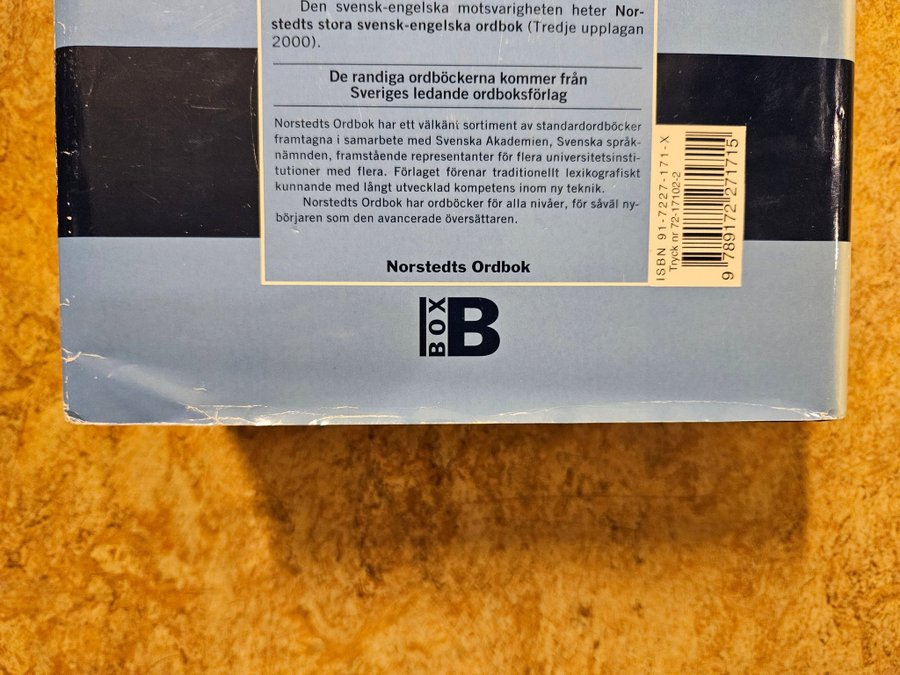 Den svensk-engelska motsvarigheten heter Nor-
stedts stora svensk-engelska ordbok (Tredje upplagan
2000).
De randiga ordböckerna kommer från
Sveriges ledande ordboksförlag
Norstedts Ordbok har ett välkänt sortiment av standardordböcker
framtagna i samarbete med Svenska Akademien, Svenska språk-
nämnden, framstående representanter för flera universitetsinsti-
tutioner med flera. Förlaget förenar traditionellt lexikografiskt
kunnande med långt utvecklad kompetens inom ny teknik.
Norstedts Ordbok har ordböcker för alla nivåer, för såväl ny-
börjaren som den avancerade översättaren.
Norstedts Ordbok
BOX B
ISBN 91-7227-171-X
Tryck nr 72-17102-2
9 789172 271715